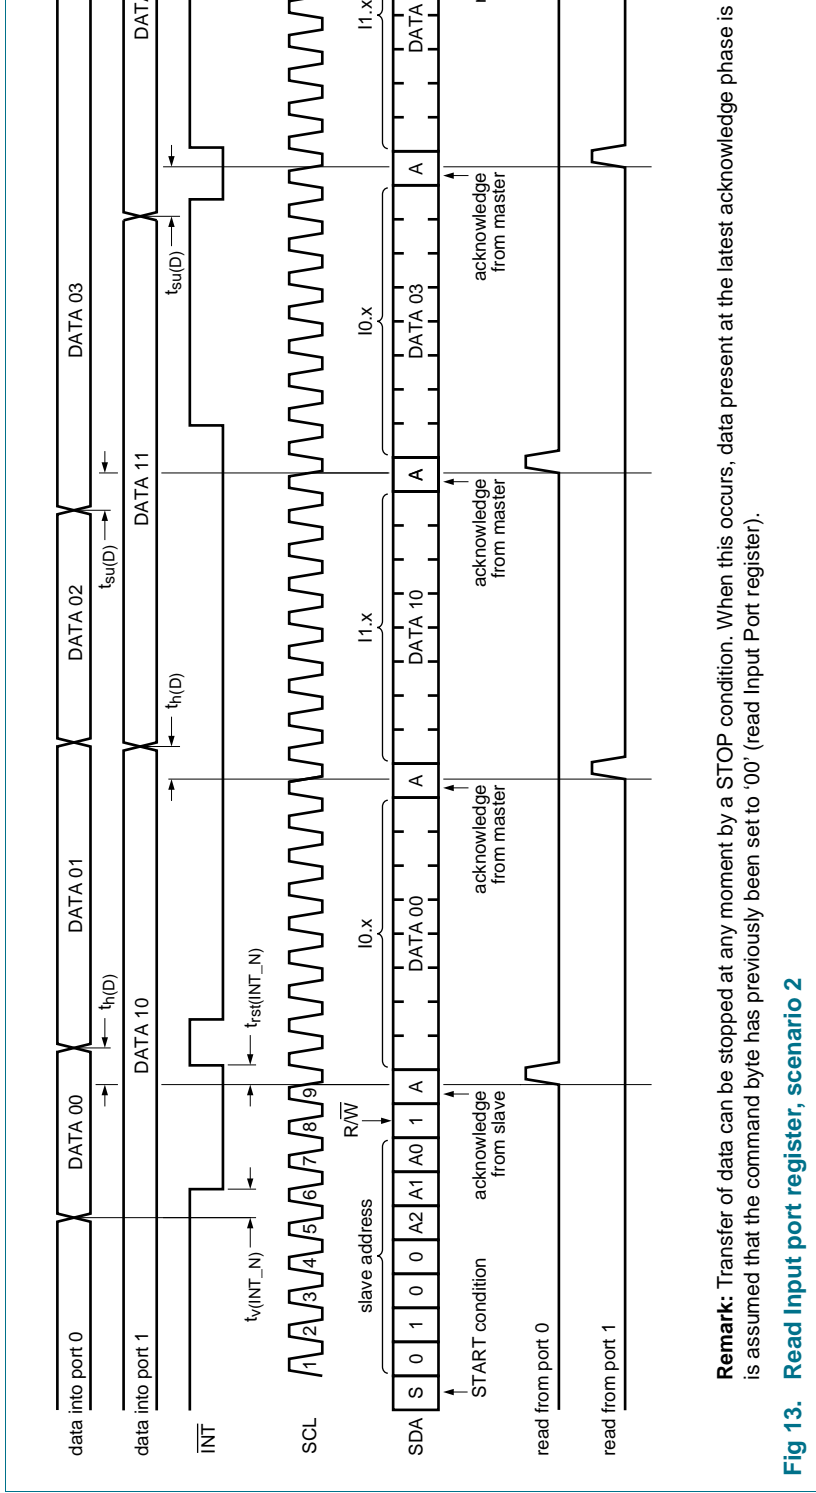 data into port 0
DATA 00
DATA 01
DATA 02
DATA 03
t_h(D)
t_su(D)
data into port 1
DATA 10
DATA 11
DAT
t_h(D)
t_su(D)
INT
t_v(INT_N)
t_rst(INT_N)
SCL
1 2 3 4 5 6 7 8 9
slave address
R/W
I0.x
I1.x
I0.x
I1.x
SDA
S 0 1 0 0 0 A2 A1 A0 1 A
DATA 00
A
DATA 10
A
DATA 03
A
DATA
START condition
acknowledge
from slave
acknowledge
from master
acknowledge
from master
acknowledge
from master
read from port 0
read from port 1
Remark: Transfer of data can be stopped at any moment by a STOP condition. When this occurs, data present at the latest acknowledge phase is
is assumed that the command byte has previously been set to ‘00’ (read Input Port register).
Fig 13. Read Input port register, scenario 2